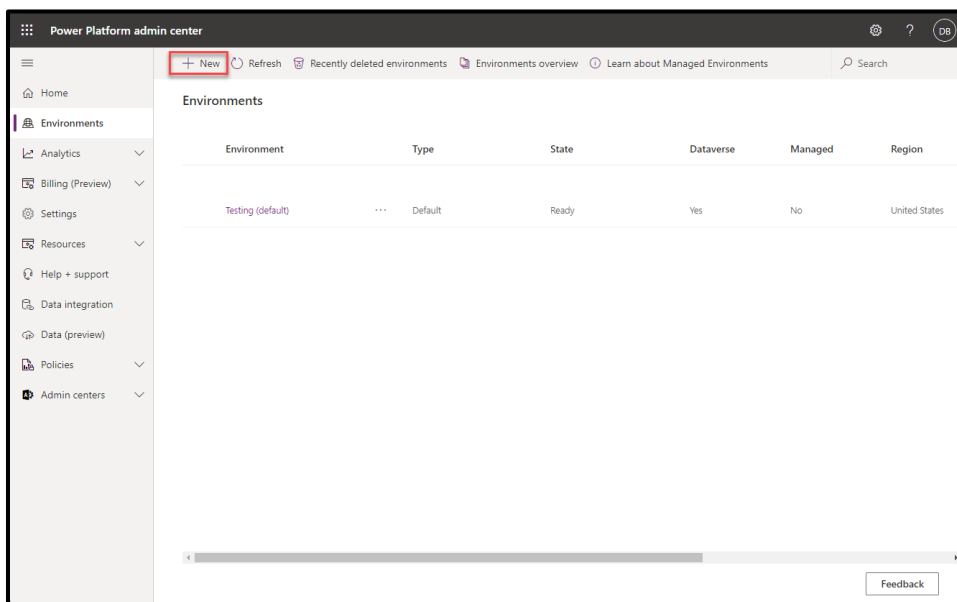 Power Platform admin center
? DB
+ New Refresh Recently deleted environments Environments overview Learn about Managed Environments Search
Home
Environments
Analytics
Billing (Preview)
Settings
Resources
Help + support
Data integration
Data (preview)
Policies
Admin centers
Environments
Environment Type State Dataverse Managed Region
Testing (default) ... Default Ready Yes No United States
Feedback